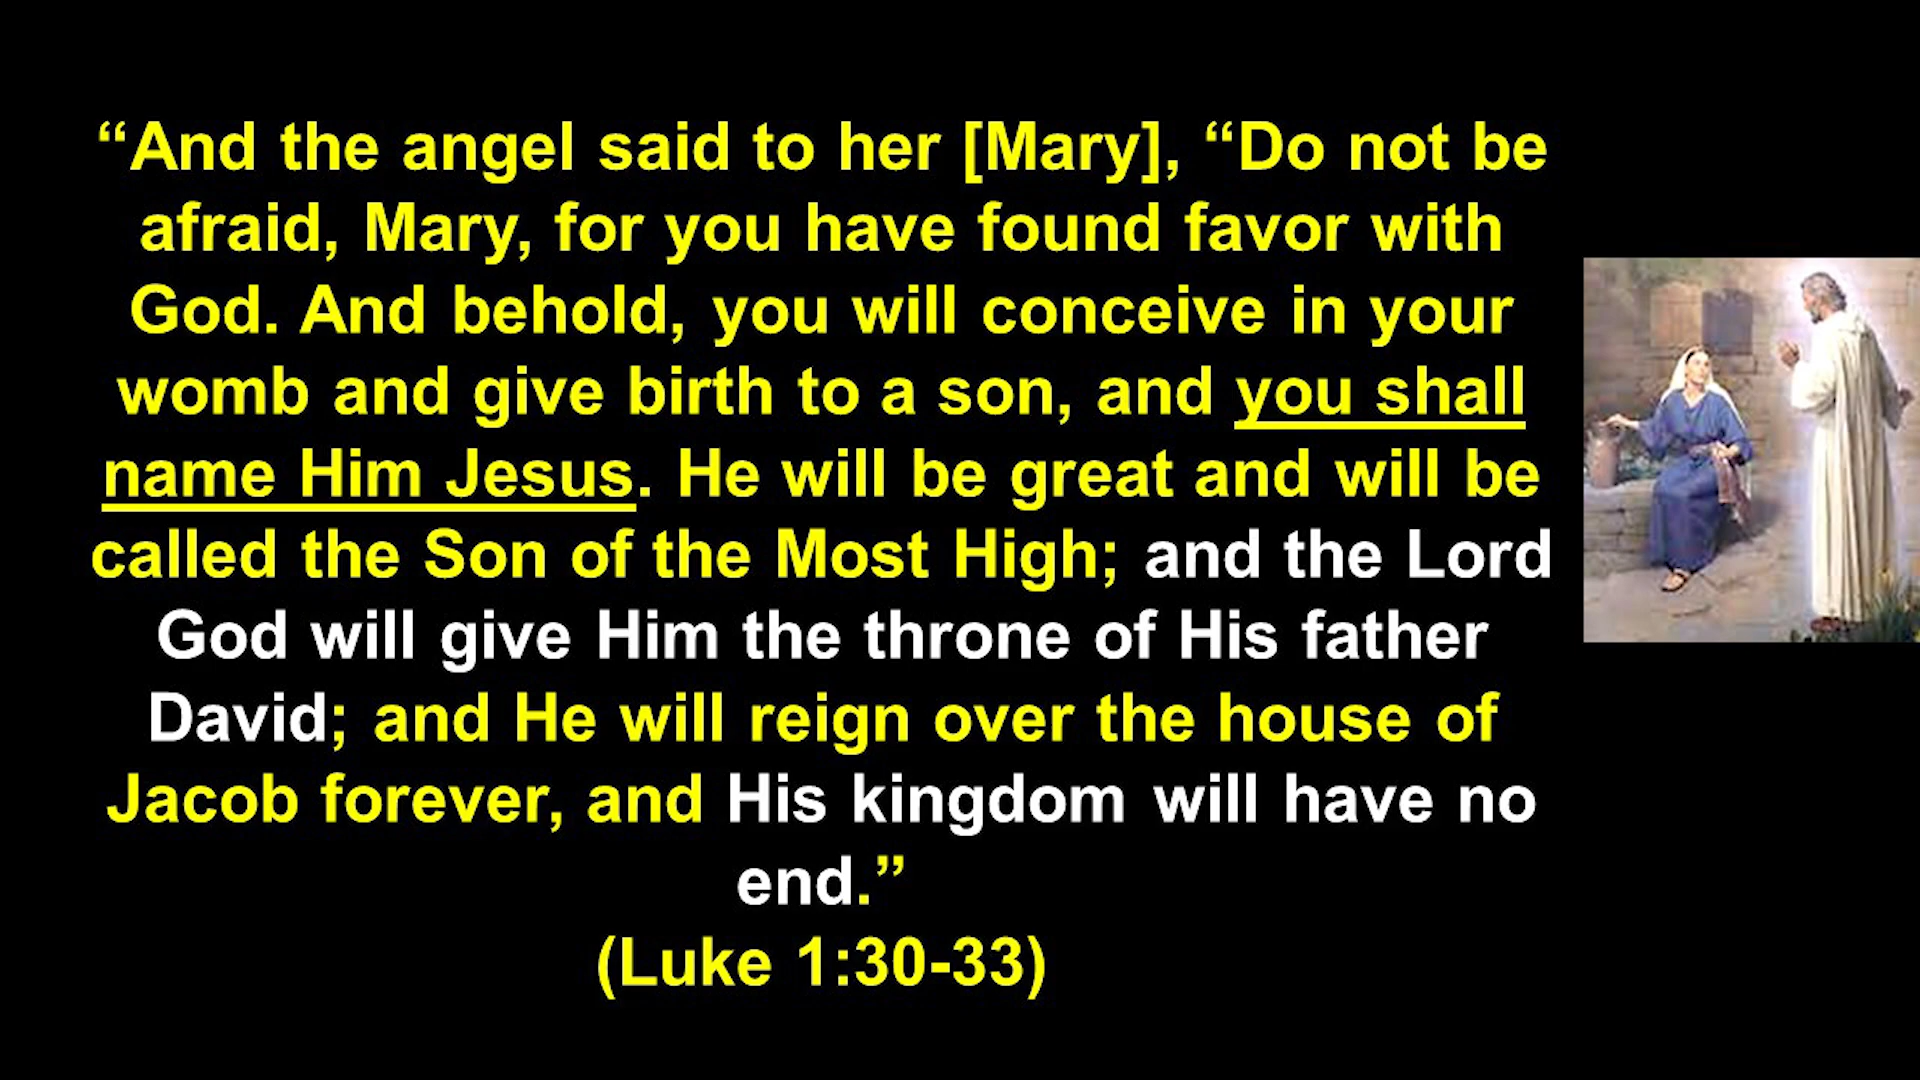 “And the angel said to her [Mary], “Do not be
afraid, Mary, for you have found favor with
God. And behold, you will conceive in your
womb and give birth to a son, and you shall
name Him Jesus. He will be great and will be
called the Son of the Most High; and the Lord
God will give Him the throne of His father
David; and He will reign over the house of
Jacob forever, and His kingdom will have no
end.”
(Luke 1:30-33)